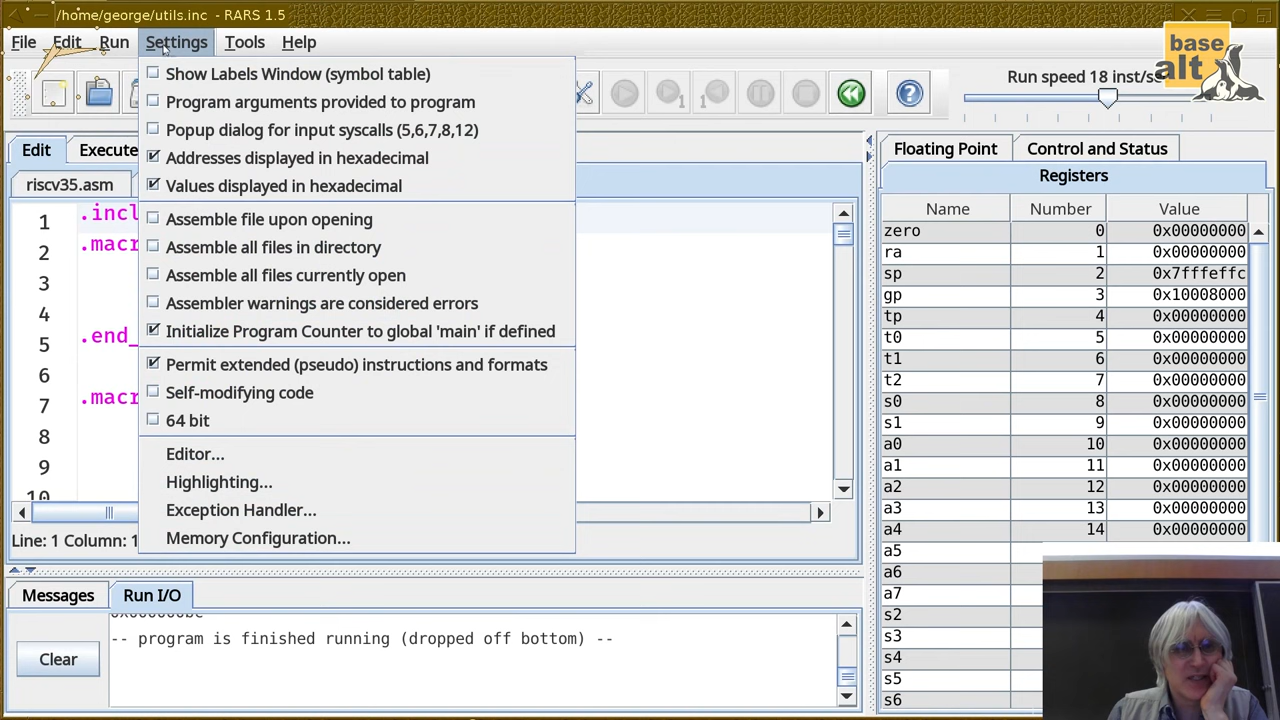 /home/george/utils.inc - RARS 1.5
File Edit Run Settings Tools Help
base
alt
Run speed 18 inst/se
Show Labels Window (symbol table)
Program arguments provided to program
Popup dialog for input syscalls (5,6,7,8,12)
Addresses displayed in hexadecimal
Values displayed in hexadecimal
Assemble file upon opening
Assemble all files in directory
Assemble all files currently open
Assembler warnings are considered errors
Initialize Program Counter to global 'main' if defined
Permit extended (pseudo) instructions and formats
Self-modifying code
64 bit
Editor...
Highlighting...
Exception Handler...
Memory Configuration...
Edit Execute
riscv35.asm
1 .incl
2 .macr
3
4
5 .end_
6
7 .macr
8
9
10
Line: 1 Column: 1
Messages Run I/O
0x000000bc
-- program is finished running (dropped off bottom) --
Clear
Floating Point Control and Status
Registers
Name Number Value
zero 0 0x00000000
ra 1 0x00000000
sp 2 0x7fffeffc
gp 3 0x10008000
tp 4 0x00000000
t0 5 0x00000000
t1 6 0x00000000
t2 7 0x00000000
s0 8 0x00000000
s1 9 0x00000000
a0 10 0x00000000
a1 11 0x00000000
a2 12 0x00000000
a3 13 0x00000000
a4 14 0x00000000
a5
a6
a7
s2
s3
s4
s5
s6